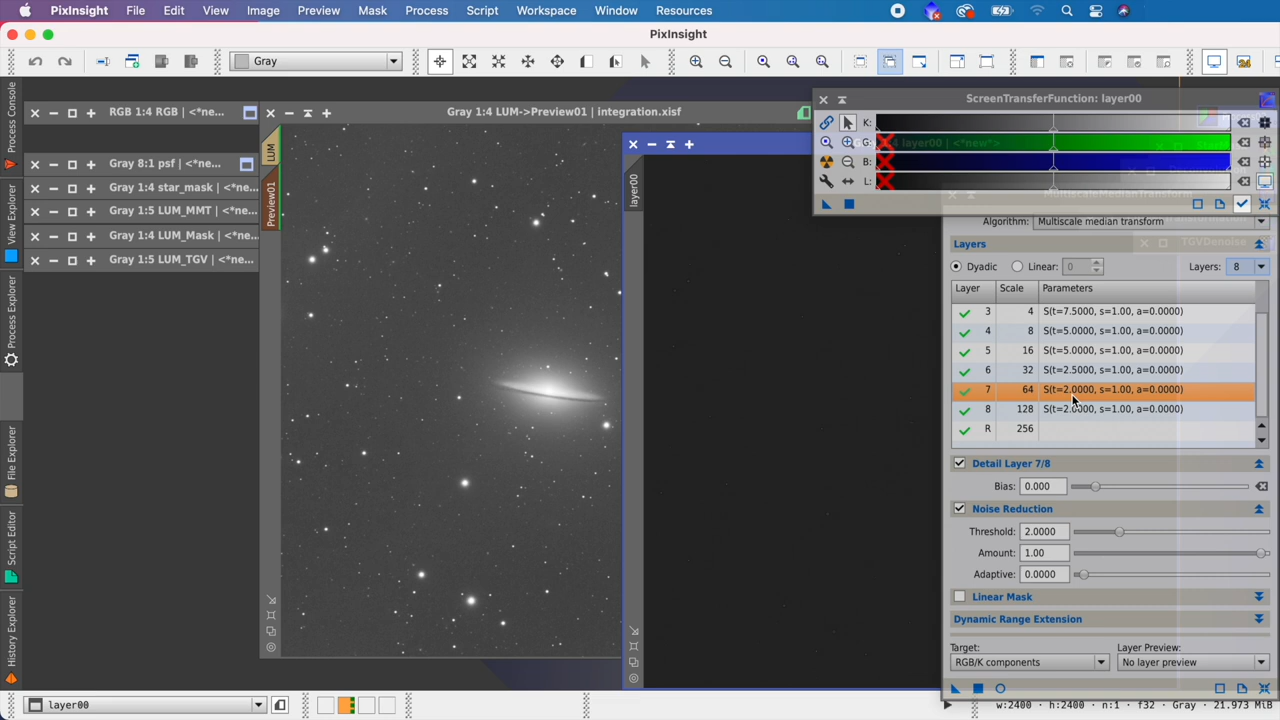 PixInsight File Edit View Image Preview Mask Process Script Workspace Window Resources
PixInsight
Gray
Process Console
View Explorer
Process Explorer
File Explorer
Script Editor
History Explorer
RGB 1:4 RGB | <*ne...
Gray 8:1 psf | <*ne...
Gray 1:4 star_mask | <*ne...
Gray 1:5 LUM_MMT | <*ne...
Gray 1:4 LUM_Mask | <*ne...
Gray 1:5 LUM_TGV | <*ne...
Gray 1:4 LUM->Preview01 | integration.xisf
LUM
Preview01
layer00
ScreenTransferFunction: layer00
K:
G:
layer00 | <*new*>
B:
L:
MultiscaleMedianTransform
TGVDenoise
Algorithm: Multiscale median transform
Layers
Dyadic Linear: 0 Layers: 8
Layer Scale Parameters
3 4 S(t=7.5000, s=1.00, a=0.0000)
4 8 S(t=5.0000, s=1.00, a=0.0000)
5 16 S(t=5.0000, s=1.00, a=0.0000)
6 32 S(t=2.5000, s=1.00, a=0.0000)
7 64 S(t=2.0000, s=1.00, a=0.0000)
8 128 S(t=2.0000, s=1.00, a=0.0000)
R 256
Detail Layer 7/8
Bias: 0.000
Noise Reduction
Threshold: 2.0000
Amount: 1.00
Adaptive: 0.0000
Linear Mask
Dynamic Range Extension
Target: Layer Preview:
RGB/K components No layer preview
layer00
w:2400 · h:2400 · n:1 · f32 · Gray · 21.973 MiB